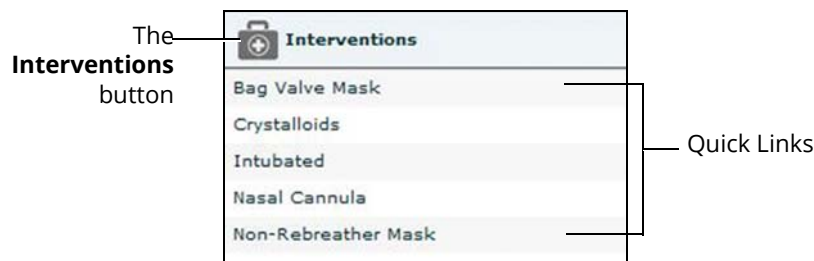 The
Interventions
button
Interventions
Bag Valve Mask
Crystalloids
Intubated
Nasal Cannula
Non-Rebreather Mask
Quick Links